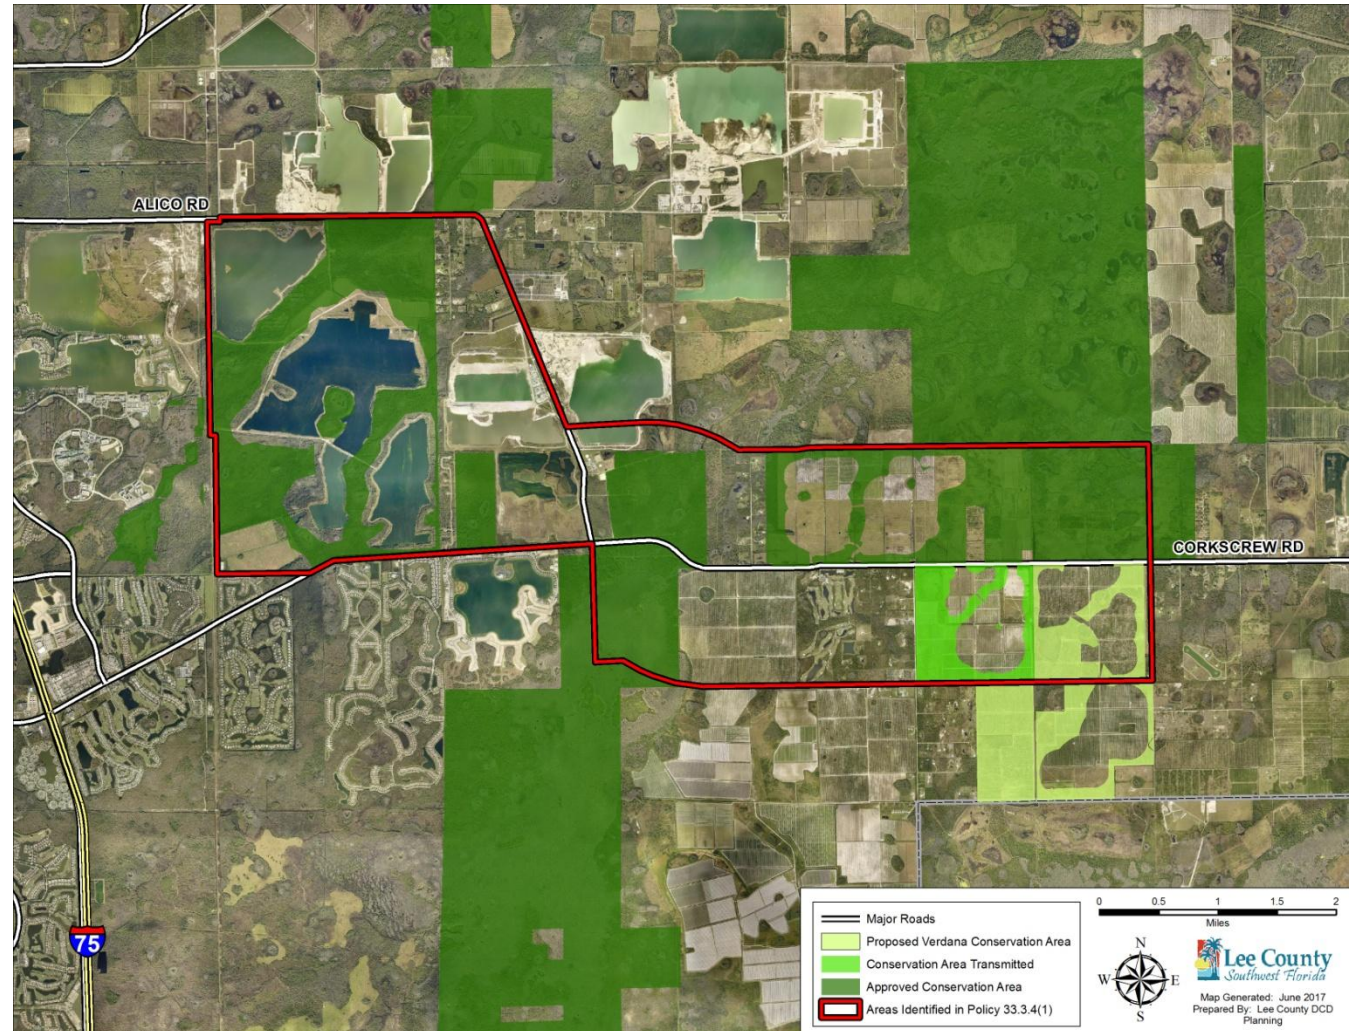 ALICO RD
CORKSCREW RD
75
Major Roads
Proposed Verdana Conservation Area
Conservation Area Transmitted
Approved Conservation Area
Areas Identified in Policy 33.3.4(1)
0 0.5 1 1.5 2
Miles
N
W E
S
Lee County
Southwest Florida
Map Generated: June 2017
Prepared By: Lee County DCD
Planning